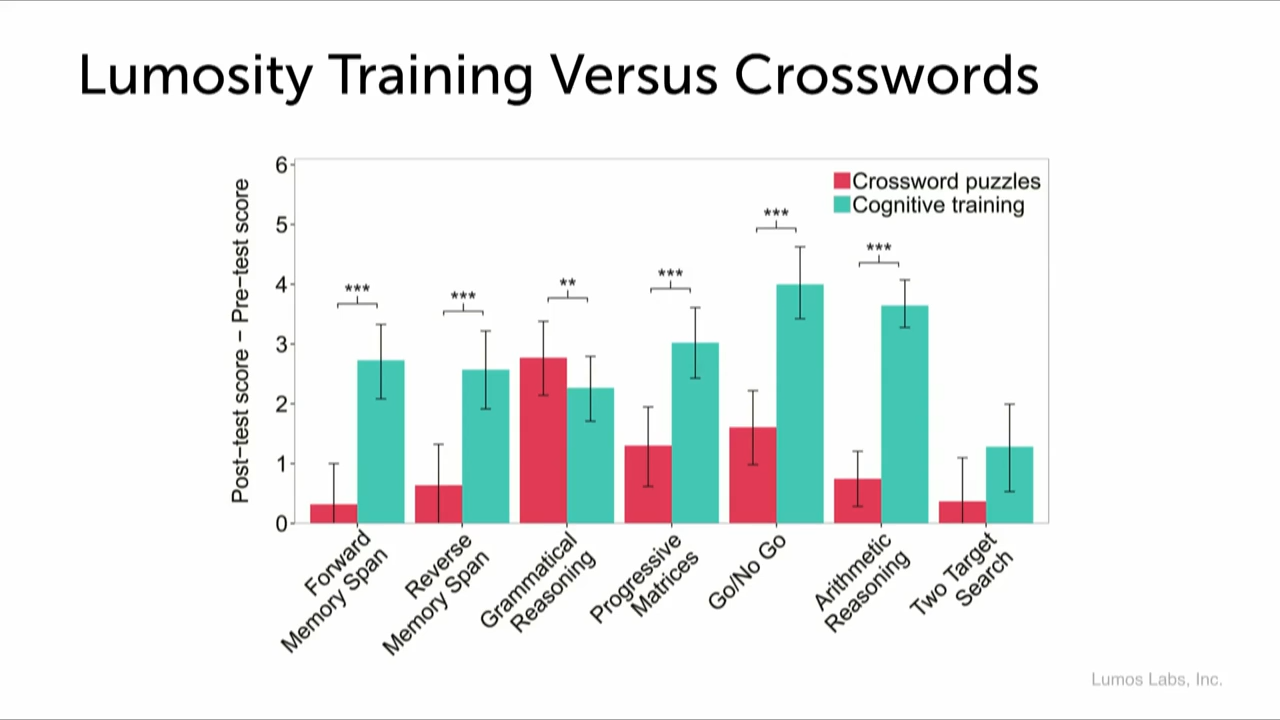 Lumosity Training Versus Crosswords
Post-test score - Pre-test score
6
5
4
3
2
1
0
Crossword puzzles
Cognitive training
***
***
**
***
***
***
Forward
Memory Span
Reverse
Memory Span
Grammatical
Reasoning
Progressive
Matrices
Go/No Go
Arithmetic
Reasoning
Two Target
Search
Lumos Labs, Inc.